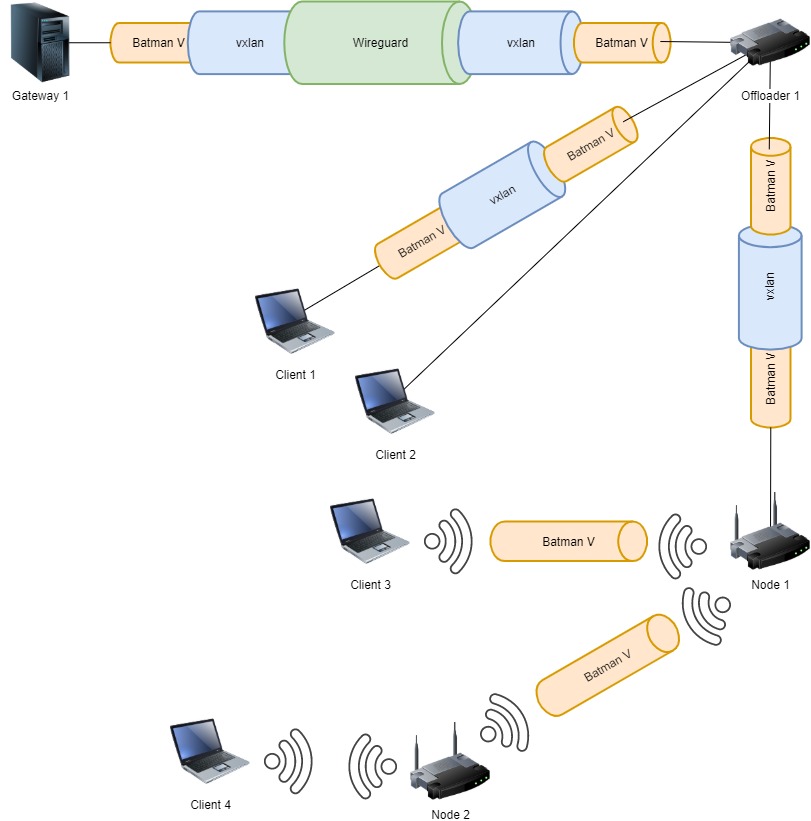 Batman V
vxlan
Wireguard
vxlan
Batman V
Gateway 1
Offloader 1
Batman V
Batman V
vxlan
Batman V
vxlan
Batman V
Client 1
Client 2
Batman V
Client 3
Node 1
Batman V
Client 4
Node 2